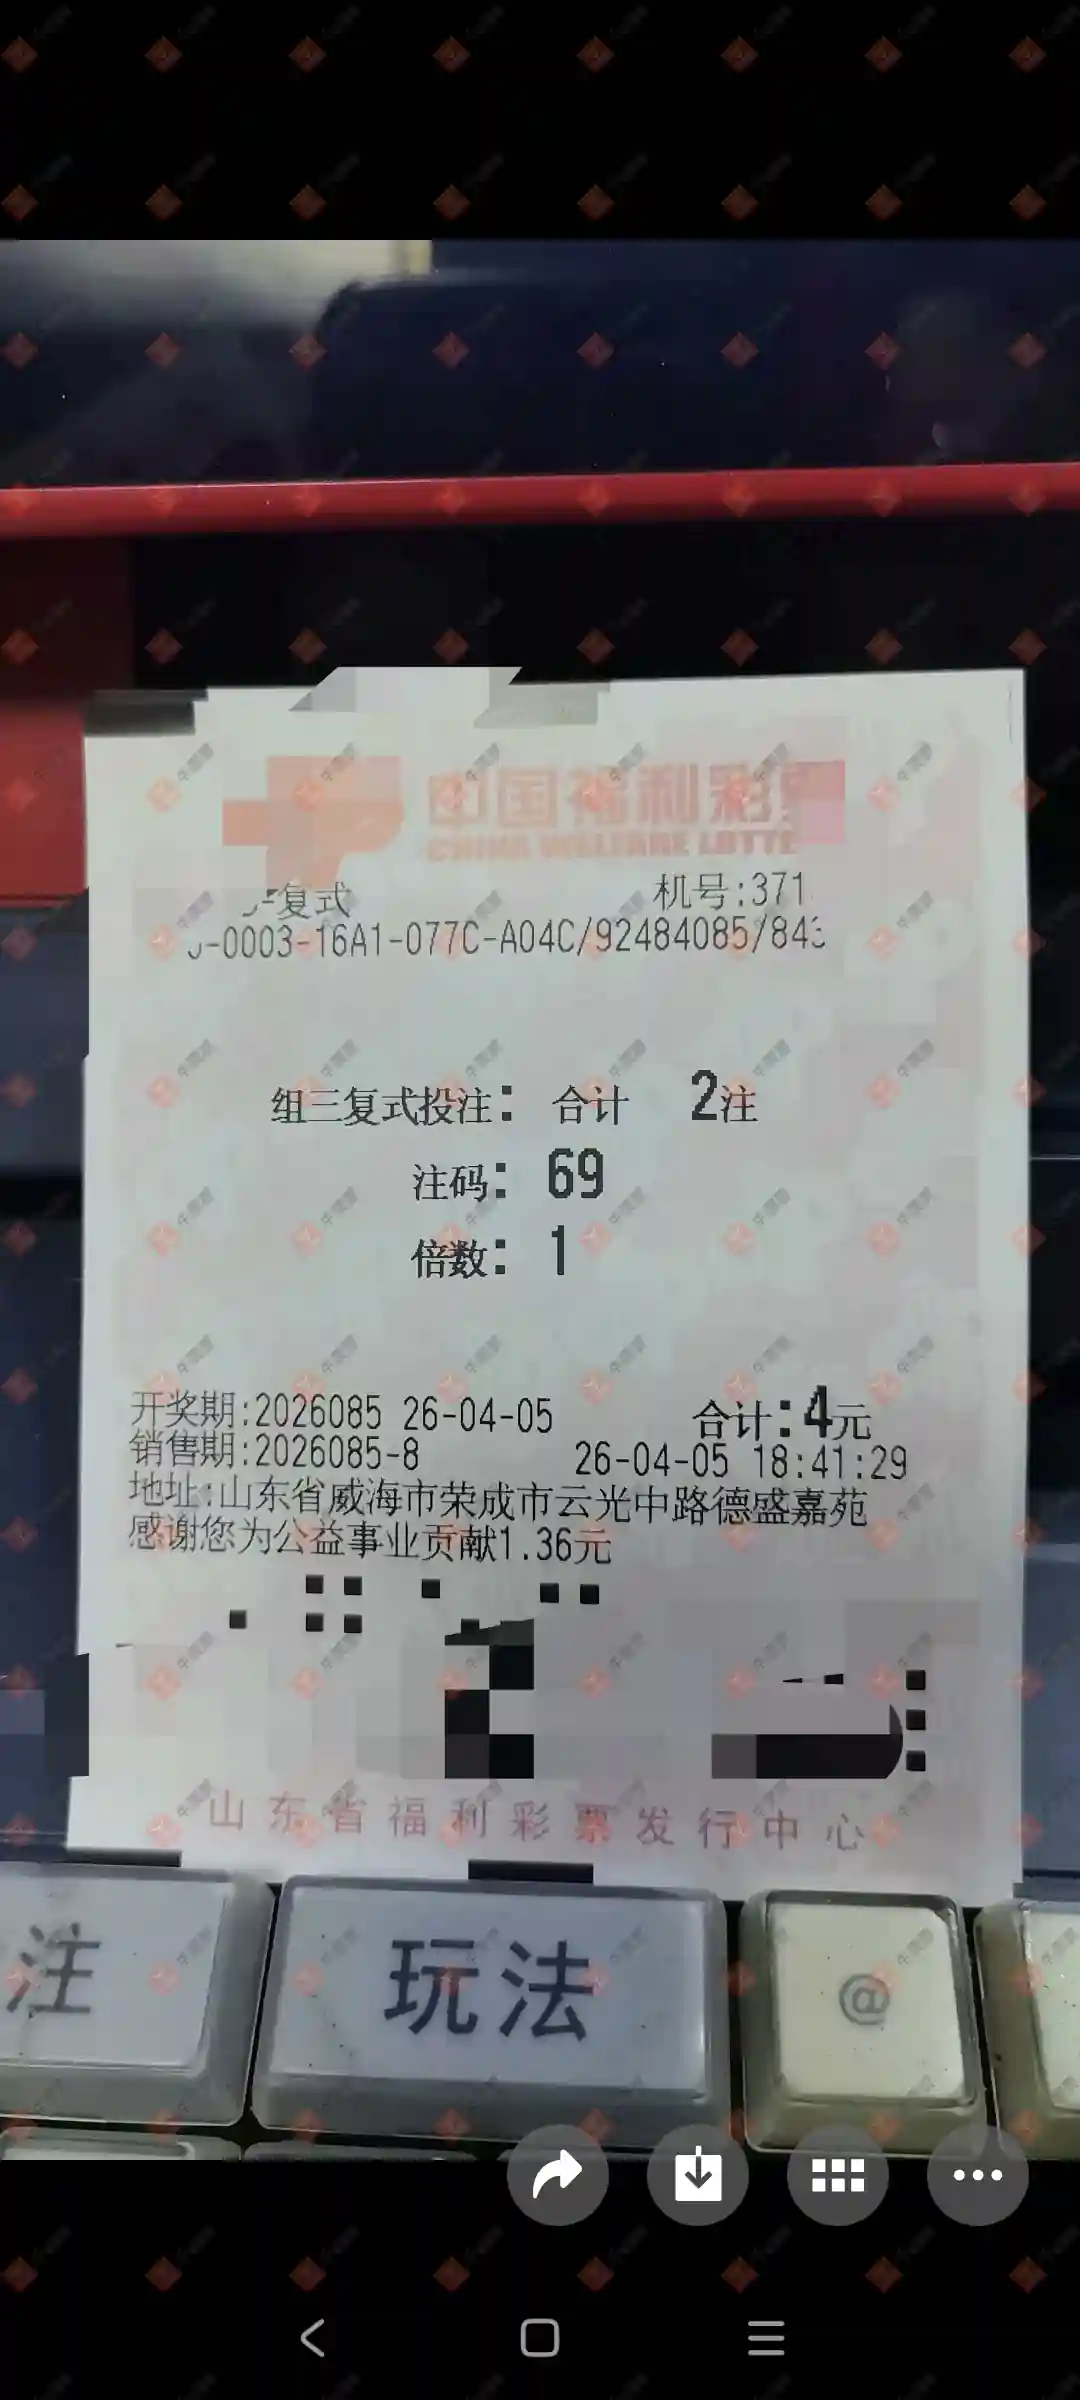 中国福利彩
CHINA WELFARE LOTTE
复式 机号:371
-0003-16A1-077C-A04C/92484085/84
组三复式投注: 合计 2注
注码: 69
倍数: 1
开奖期:2026085 26-04-05 合计:4元
销售期:2026085-8 26-04-05 18:41:29
地址:山东省威海市荣成市云光中路德盛嘉苑
感谢您为公益事业贡献1.36元
山东省福利彩票发行中心
注
玩法
@